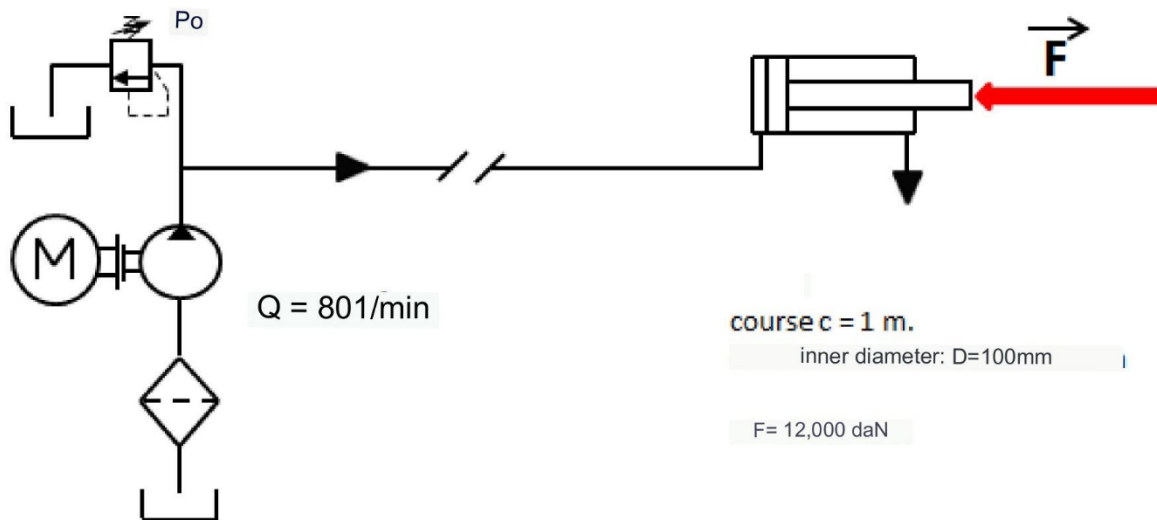 Po
F
M
Q = 801/min
course c = 1 m.
inner diameter: D=100mm
F= 12,000 daN